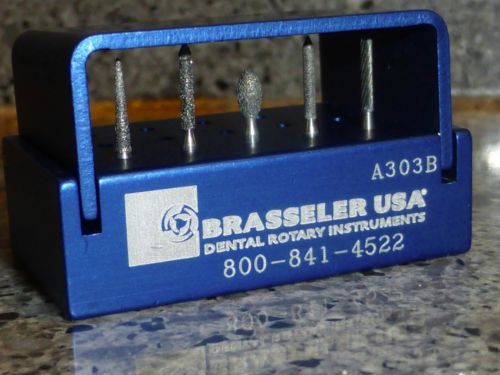 A303B
BRASSELER USA®
DENTAL ROTARY INSTRUMENTS
800-841-4522